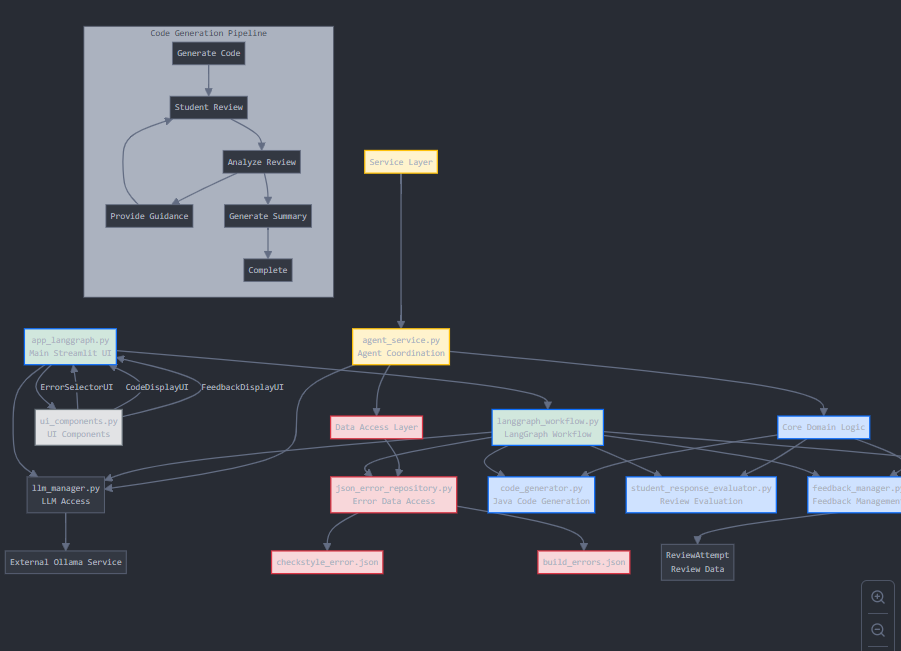 Code Generation Pipeline
Generate Code
Student Review
Analyze Review
Service Layer
Provide Guidance
Generate Summary
Complete
app_langgraph.py
Main Streamlit UI
agent_service.py
Agent Coordination
ErrorSelectorUI
CodeDisplayUI
FeedbackDisplayUI
ui_components.py
UI Components
Data Access Layer
langgraph_workflow.py
LangGraph Workflow
Core Domain Logic
llm_manager.py
LLM Access
json_error_repository.py
Error Data Access
code_generator.py
Java Code Generation
student_response_evaluator.py
Review Evaluation
feedback_manager.py
Feedback Managemen
External Ollama Service
checkstyle_error.json
build_errors.json
ReviewAttempt
Review Data